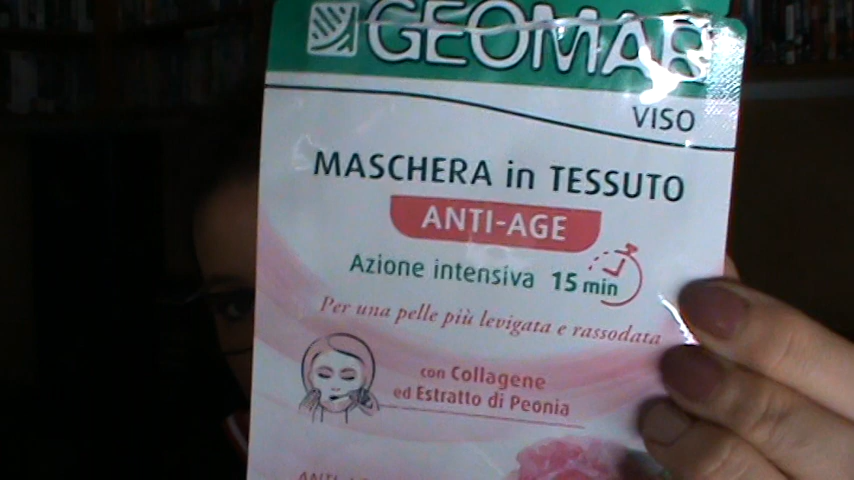 GEOMAR
VISO
MASCHERA in TESSUTO
ANTI-AGE
Azione intensiva 15 min
Per una pelle più levigata e rassodata
con Collagene
ed Estratto di Peonia